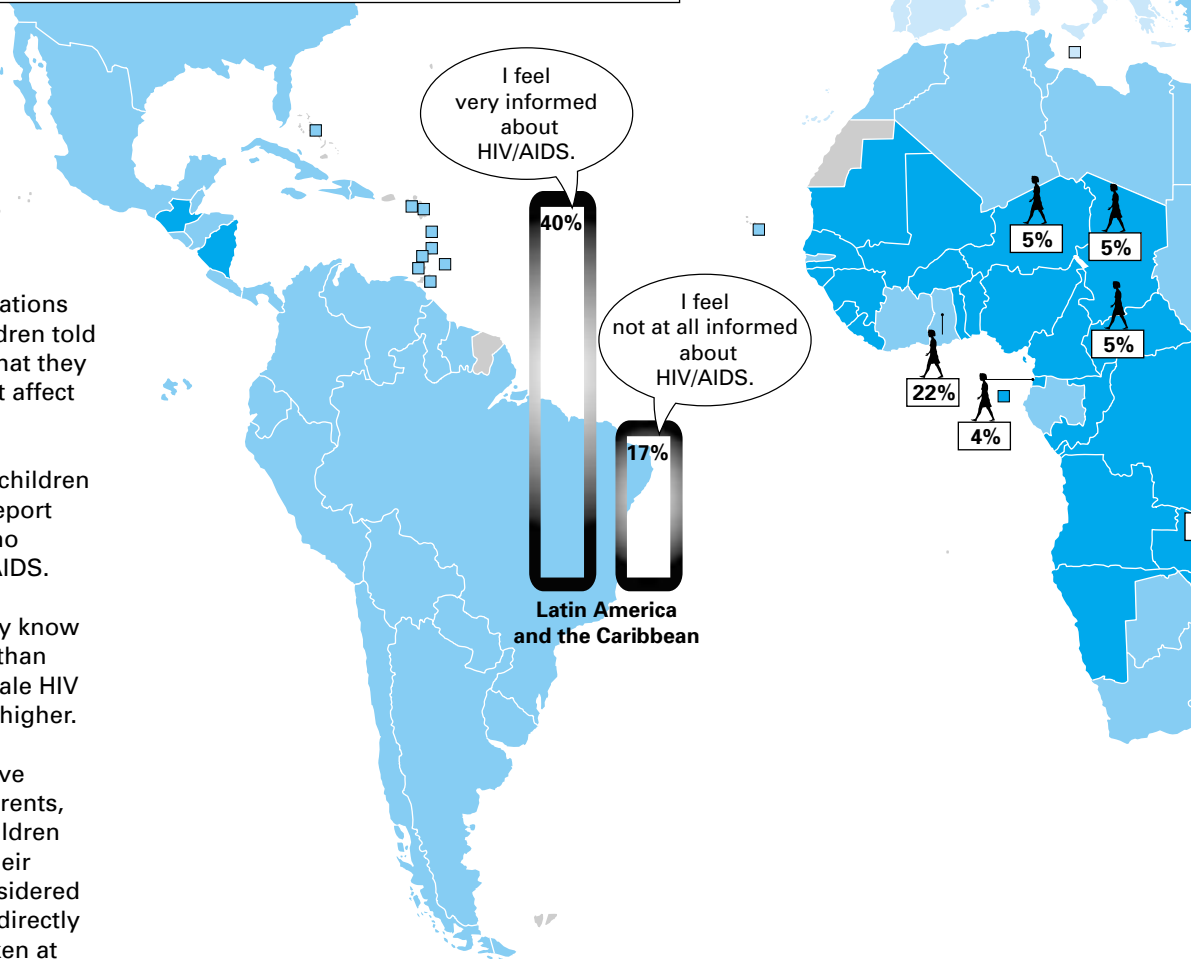 ations
dren told
hat they
t affect
children
eport
no
AIDS.
y know
than
ale HIV
higher.
ve
rents,
ldren
eir
sidered
directly
ken at
I feel
very informed
about
HIV/AIDS.
40%
I feel
not at all informed
about
HIV/AIDS.
17%
Latin America
and the Caribbean
5%
5%
5%
22%
4%